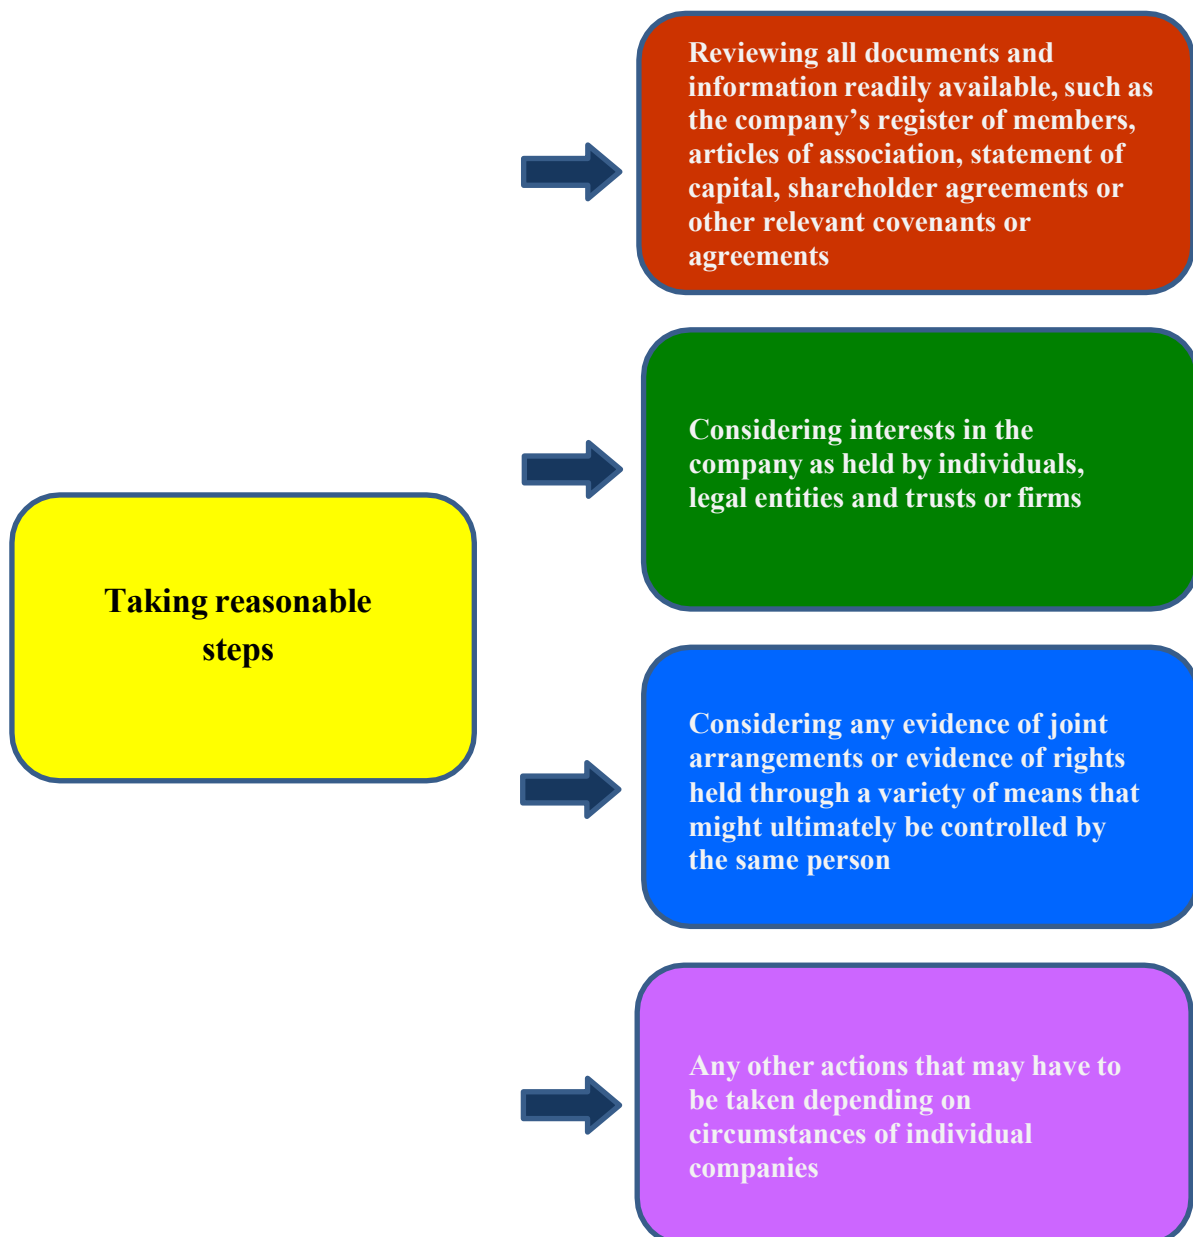 Reviewing all documents and
information readily available, such as
the company’s register of members,
articles of association, statement of
capital, shareholder agreements or
other relevant covenants or
agreements
Considering interests in the
company as held by individuals,
legal entities and trusts or firms
Taking reasonable
steps
Considering any evidence of joint
arrangements or evidence of rights
held through a variety of means that
might ultimately be controlled by
the same person
Any other actions that may have to
be taken depending on
circumstances of individual
companies